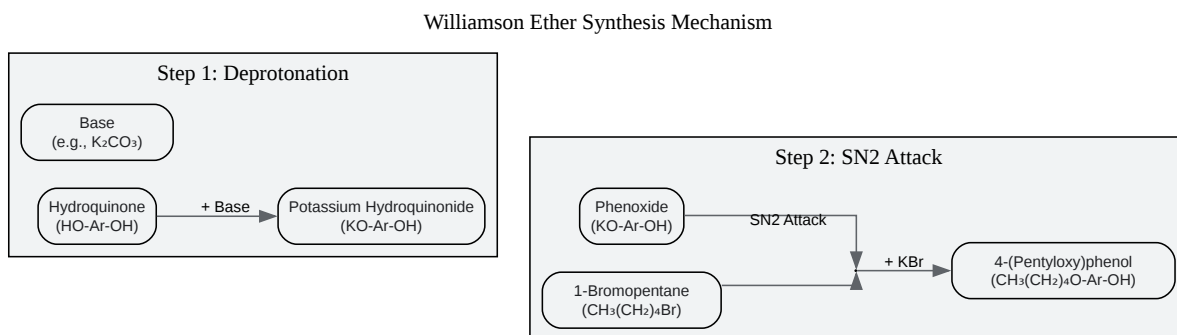 Williamson Ether Synthesis Mechanism
Step 1: Deprotonation
Base
(e.g., K₂CO₃)
Hydroquinone
(HO-Ar-OH)
+ Base
Potassium Hydroquinonide
(KO-Ar-OH)
Step 2: SN2 Attack
Phenoxide
(KO-Ar-OH)
SN2 Attack
1-Bromopentane
(CH₃(CH₂)₄Br)
+ KBr
4-(Pentyloxy)phenol
(CH₃(CH₂)₄O-Ar-OH)